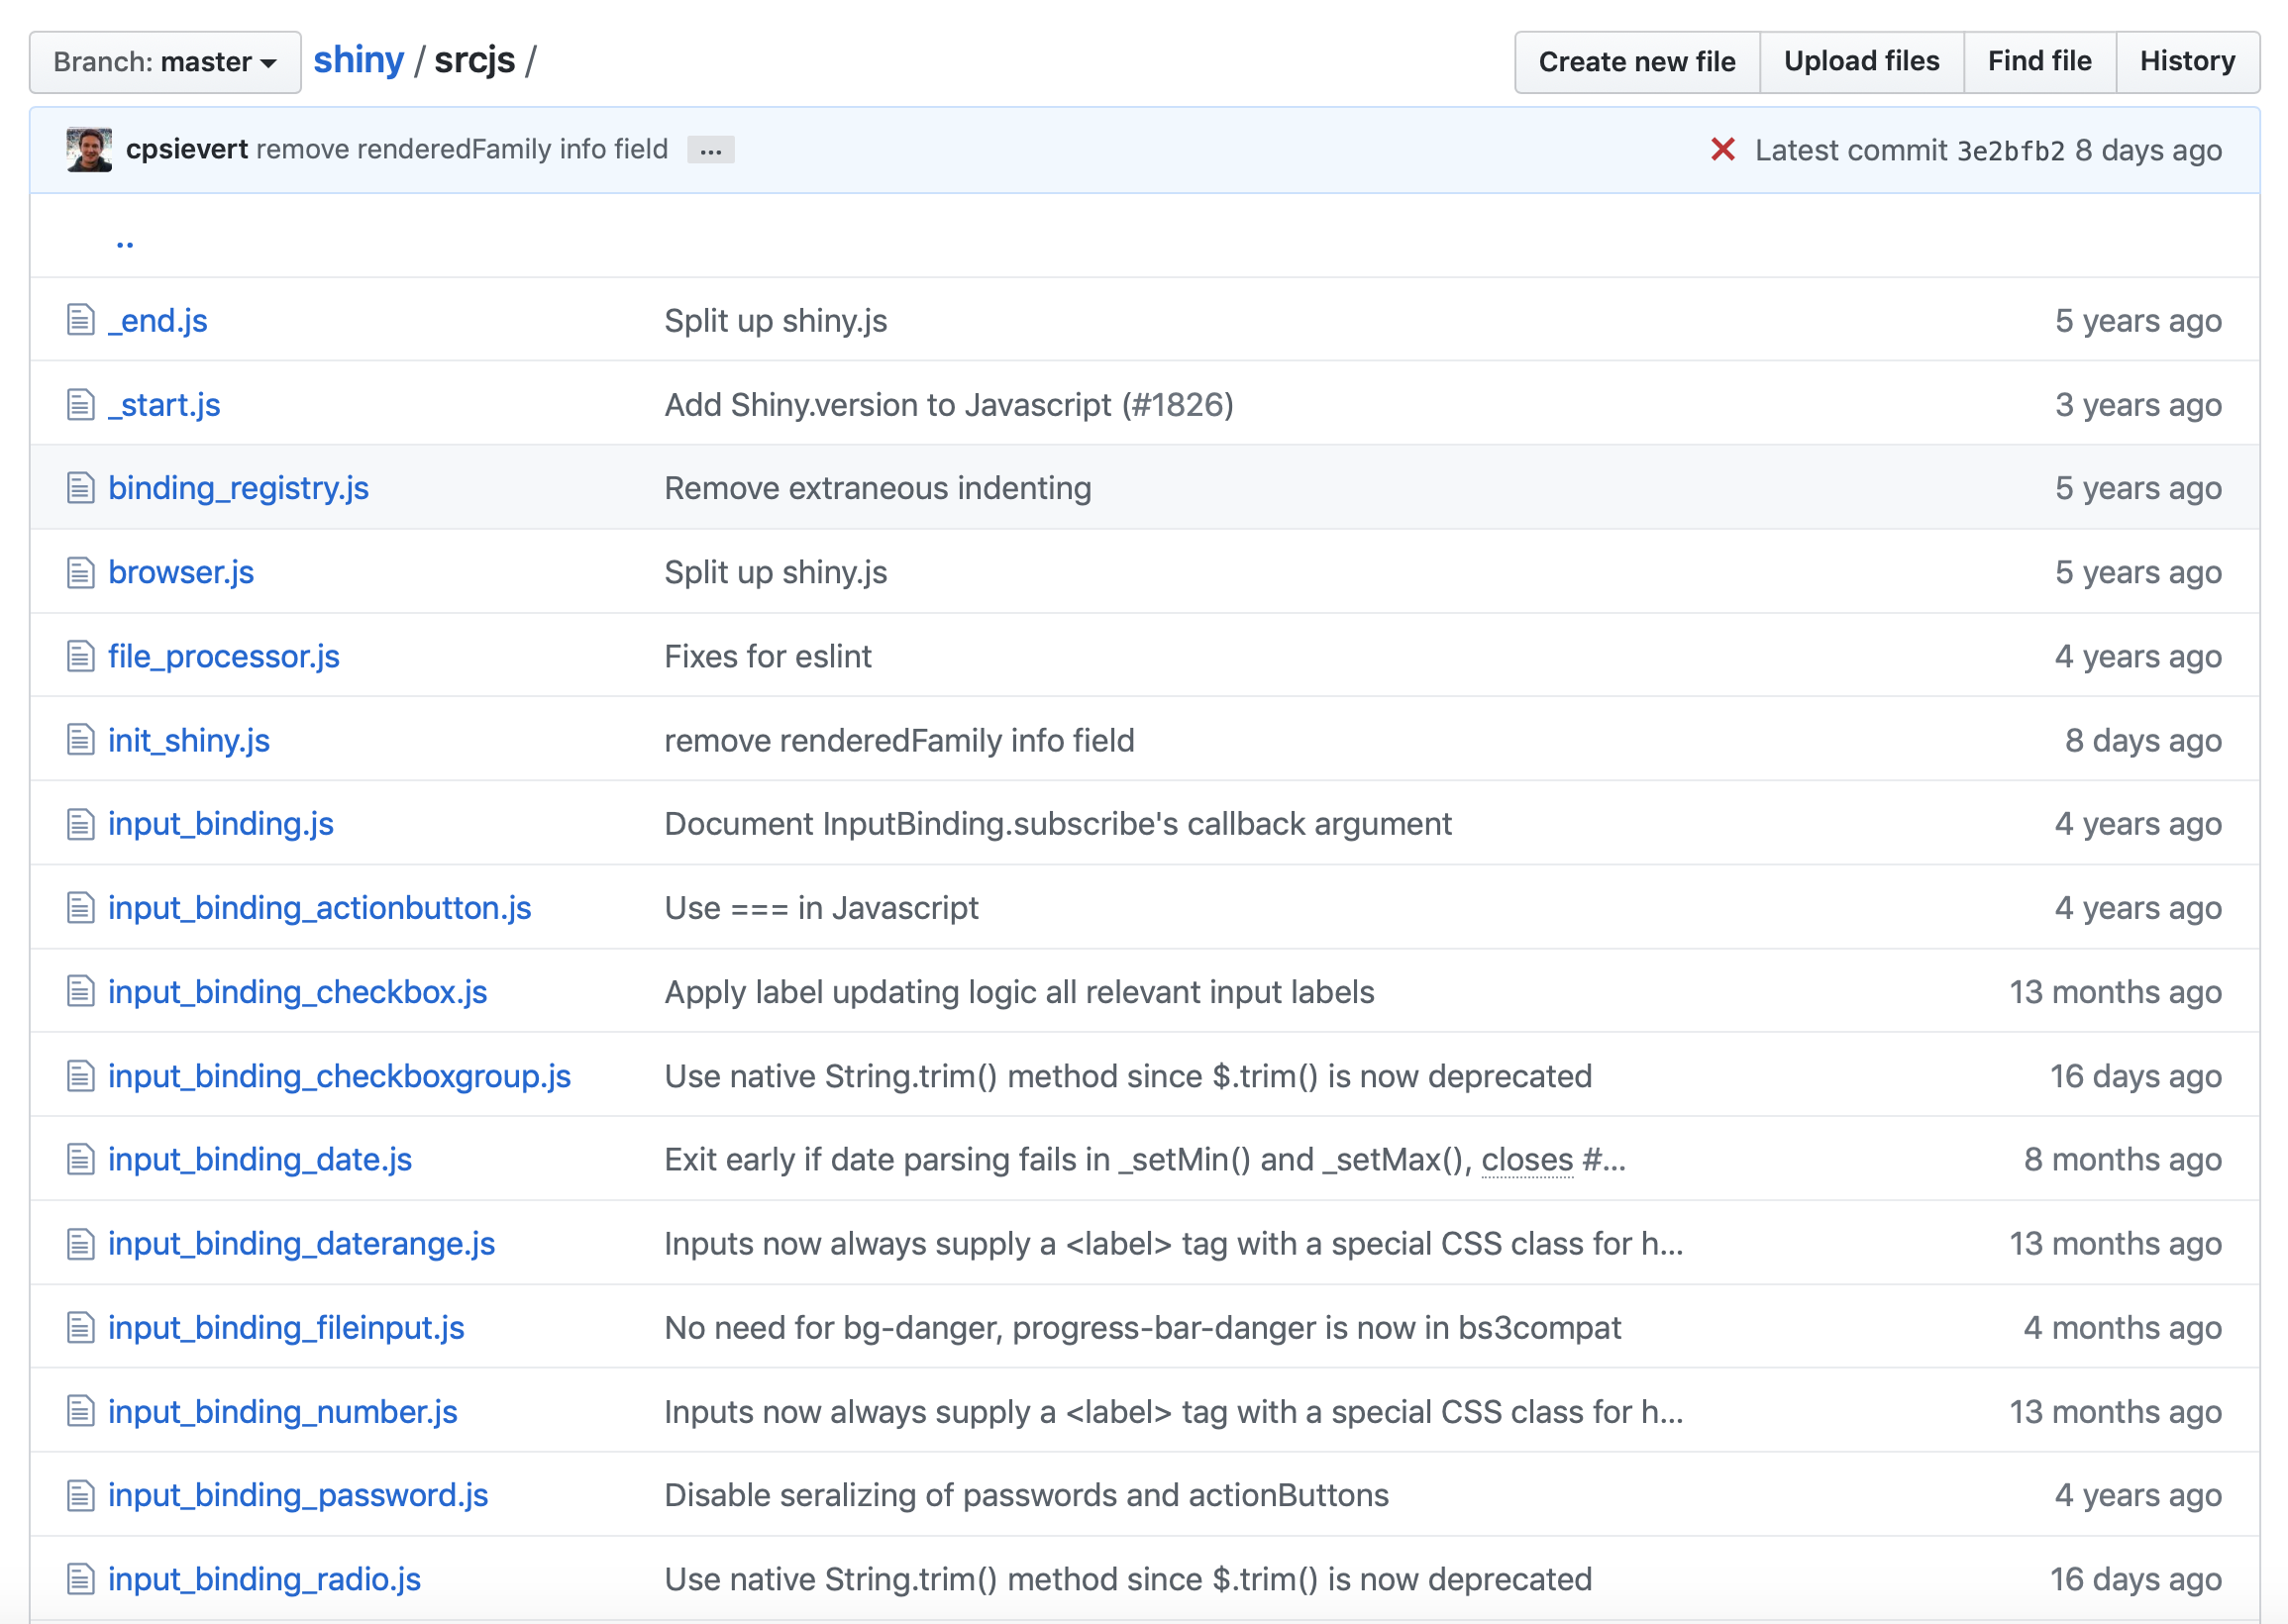 Branch: master shiny / srcjs / Create new file Upload files Find file History
cpsievert remove renderedFamily info field … Latest commit 3e2bfb2 8 days ago
..
_end.js Split up shiny.js 5 years ago
_start.js Add Shiny.version to Javascript (#1826) 3 years ago
binding_registry.js Remove extraneous indenting 5 years ago
browser.js Split up shiny.js 5 years ago
file_processor.js Fixes for eslint 4 years ago
init_shiny.js remove renderedFamily info field 8 days ago
input_binding.js Document InputBinding.subscribe's callback argument 4 years ago
input_binding_actionbutton.js Use === in Javascript 4 years ago
input_binding_checkbox.js Apply label updating logic all relevant input labels 13 months ago
input_binding_checkboxgroup.js Use native String.trim() method since $.trim() is now deprecated 16 days ago
input_binding_date.js Exit early if date parsing fails in _setMin() and _setMax(), closes #… 8 months ago
input_binding_daterange.js Inputs now always supply a <label> tag with a special CSS class for h… 13 months ago
input_binding_fileinput.js No need for bg-danger, progress-bar-danger is now in bs3compat 4 months ago
input_binding_number.js Inputs now always supply a <label> tag with a special CSS class for h… 13 months ago
input_binding_password.js Disable seralizing of passwords and actionButtons 4 years ago
input_binding_radio.js Use native String.trim() method since $.trim() is now deprecated 16 days ago